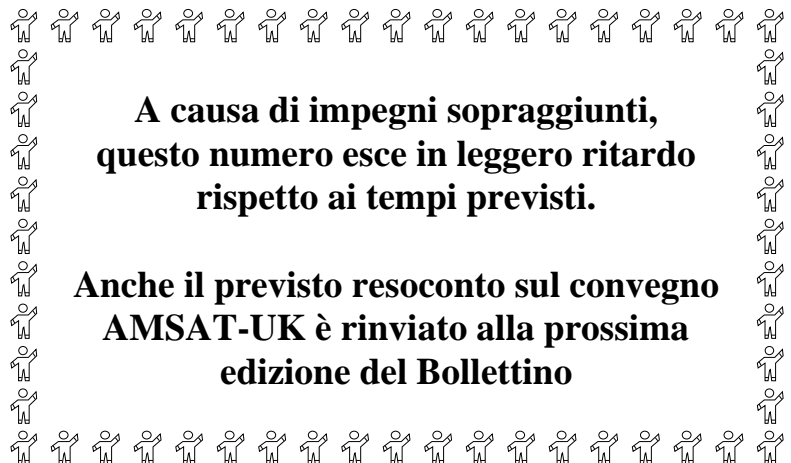 A causa di impegni sopraggiunti,
questo numero esce in leggero ritardo
rispetto ai tempi previsti.
Anche il previsto resoconto sul convegno
AMSAT-UK è rinviato alla prossima
edizione del Bollettino